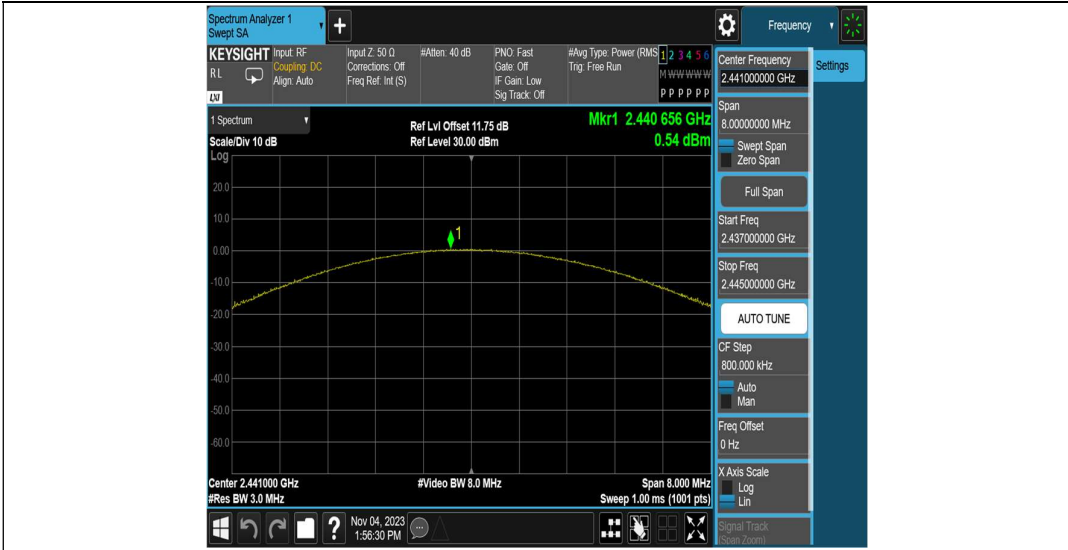 Spectrum Analyzer 1
Swept SA
+
Frequency
KEYSIGHT
RL
LXI
Input: RF
Coupling: DC
Align: Auto
Input Z: 50 Ω
Corrections: Off
Freq Ref: Int (S)
#Atten: 40 dB
PNO: Fast
Gate: Off
IF Gain: Low
Sig Track: Off
#Avg Type: Power (RMS
Trig: Free Run
1 2 3 4 5 6
M W W W W W
P P P P P P
Center Frequency
2.441000000 GHz
Settings
Span
8.00000000 MHz
Swept Span
Zero Span
Full Span
Start Freq
2.437000000 GHz
Stop Freq
2.445000000 GHz
AUTO TUNE
CF Step
800.000 kHz
Auto
Man
Freq Offset
0 Hz
X Axis Scale
Log
Lin
Signal Track
(Span Zoom)
1 Spectrum
Scale/Div 10 dB
Ref Lvl Offset 11.75 dB
Ref Level 30.00 dBm
Mkr1 2.440 656 GHz
0.54 dBm
Log
20.0
10.0
0.00
-10.0
-20.0
-30.0
-40.0
-50.0
-60.0
1
Center 2.441000 GHz
#Res BW 3.0 MHz
#Video BW 8.0 MHz
Span 8.000 MHz
Sweep 1.00 ms (1001 pts)
?
Nov 04, 2023
1:56:30 PM